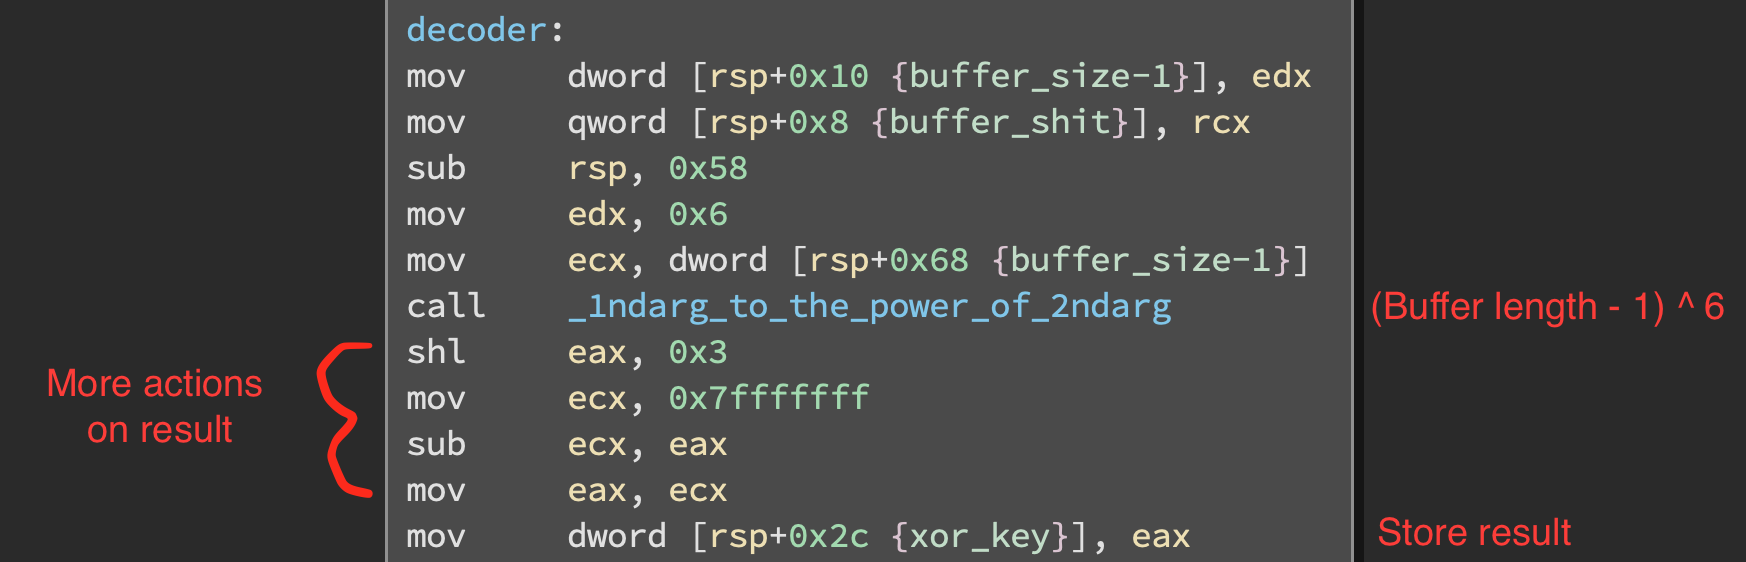 decoder:
mov dword [rsp+0x10 {buffer_size-1}], edx
mov qword [rsp+0x8 {buffer_shit}], rcx
sub rsp, 0x58
mov edx, 0x6
mov ecx, dword [rsp+0x68 {buffer_size-1}]
call _1ndarg_to_the_power_of_2ndarg
(Buffer length - 1) ^ 6
shl eax, 0x3
mov ecx, 0x7fffffff
sub ecx, eax
mov eax, ecx
More actions
on result
mov dword [rsp+0x2c {xor_key}], eax
Store result